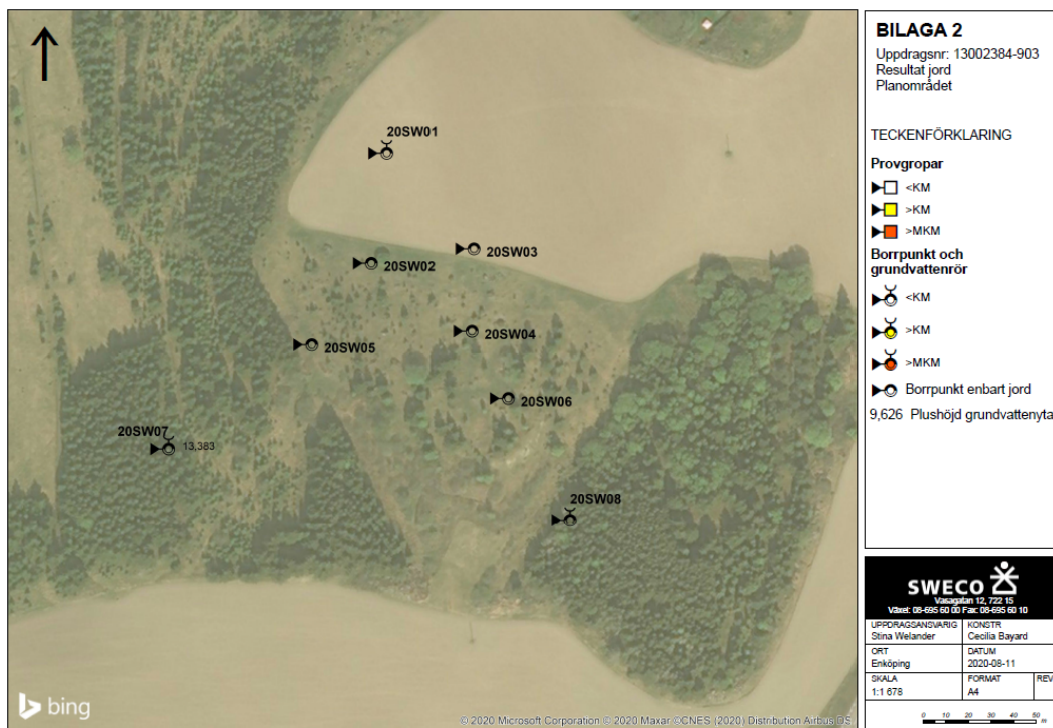 20SW01
20SW03
20SW02
20SW04
20SW05
20SW06
20SW07
13,383
20SW08
bing
© 2020 Microsoft Corporation © 2020 Maxar ©CNES (2020) Distribution Airbus DS
BILAGA 2
Uppdragsnr: 13002384-903
Resultat jord
Planområdet
TECKENFÖRKLARING
Provgropar
<KM
>KM
>MKM
Borrpunkt och
grundvattenrör
<KM
>KM
>MKM
Borrpunkt enbart jord
9,626 Plushöjd grundvattenyta
SWECO
Vasagatan 12, 722 15
Växel: 08-695 60 00 Fax: 08-695 60 10
UPPDRAGSANSVARIG KONSTR
Stina Welander Cecilia Bayard
ORT DATUM
Enköping 2020-08-11
SKALA FORMAT REV
1:1 678 A4
0 10 20 30 40 50 m